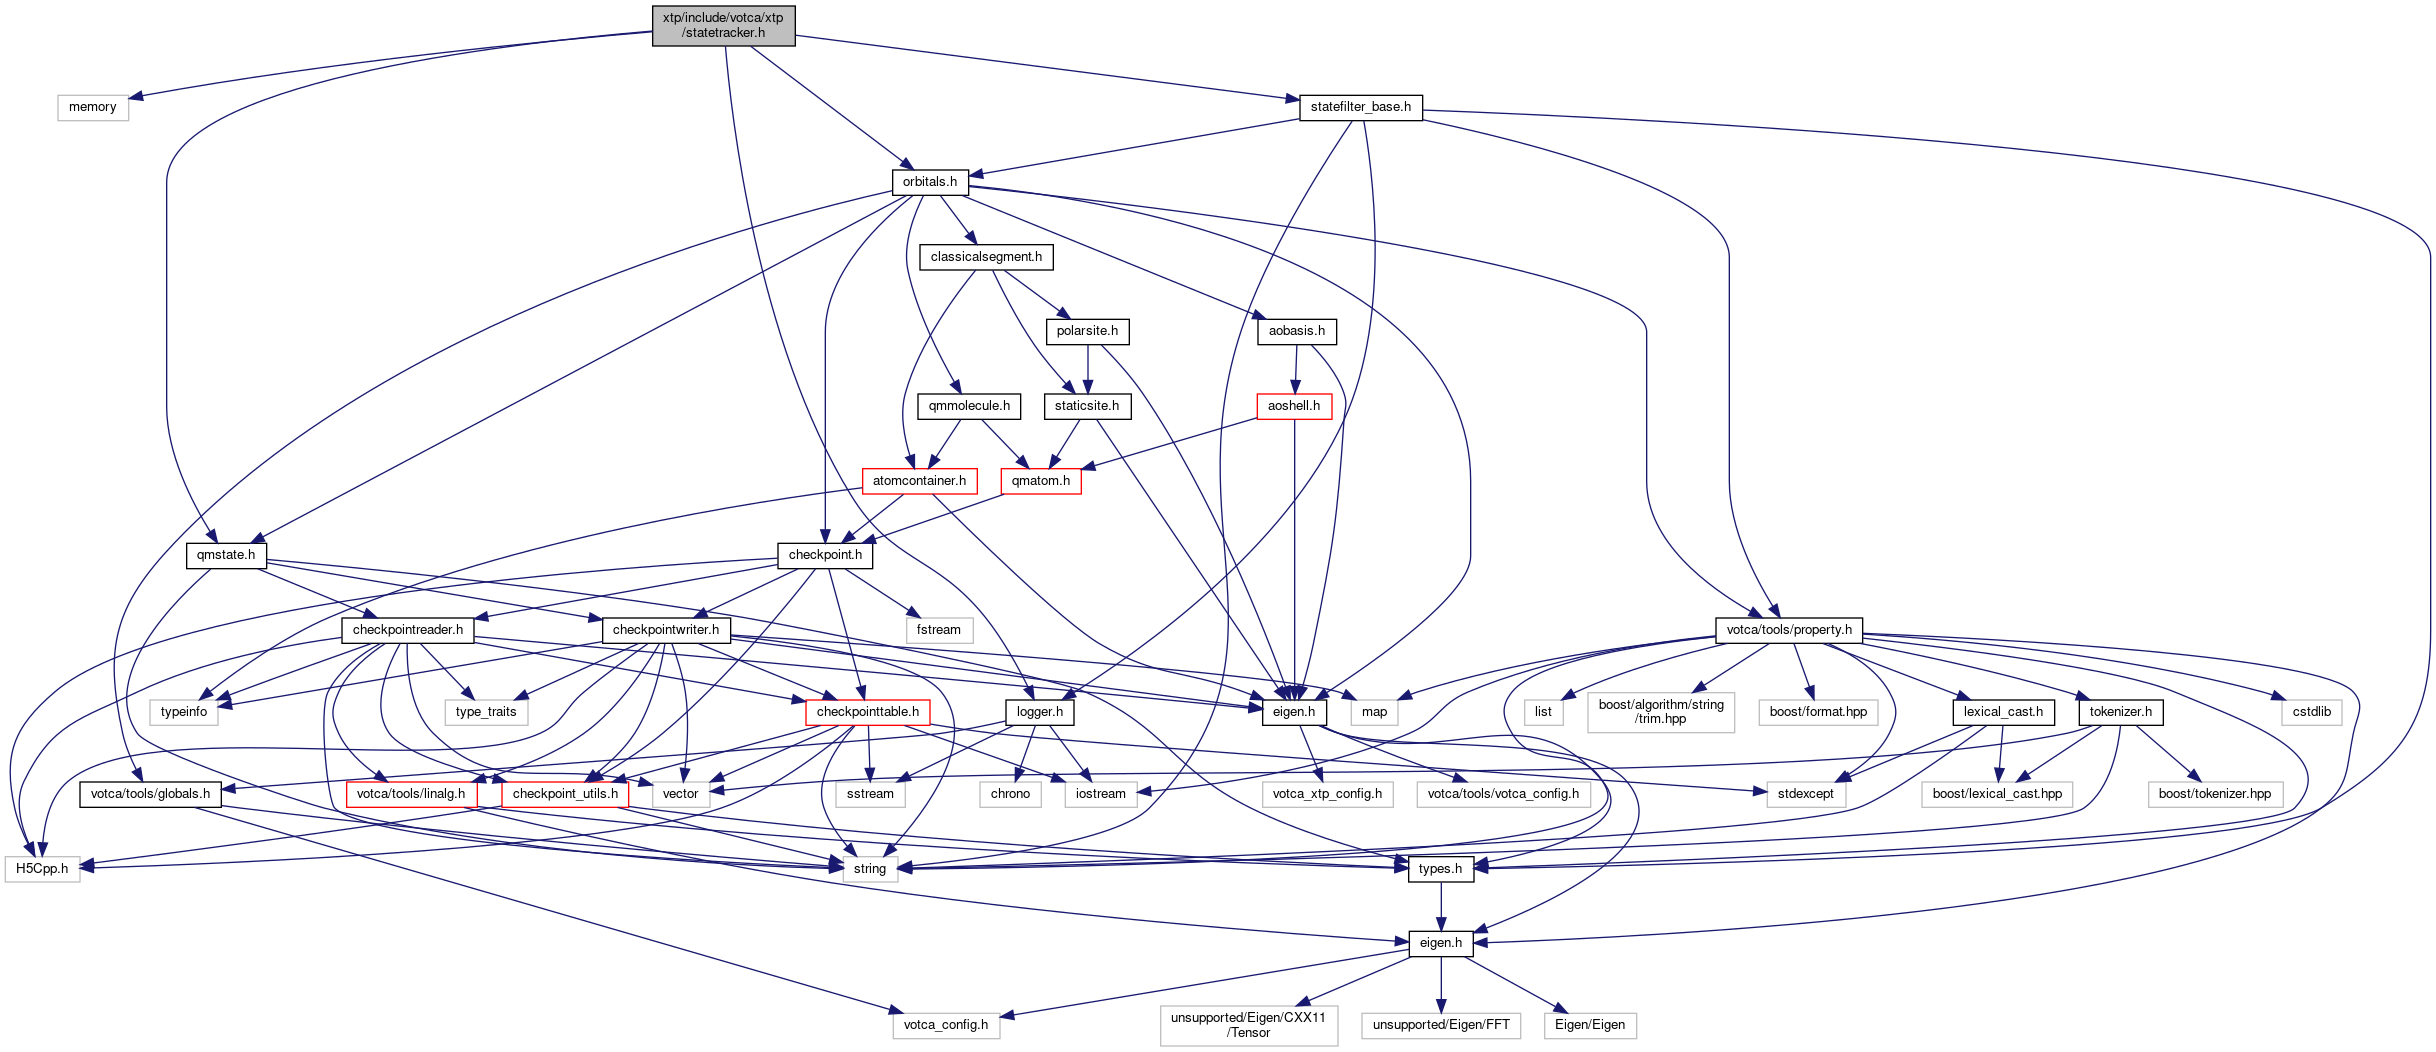 xtp/include/votca/xtp
/statetracker.h
memory
statefilter_base.h
orbitals.h
classicalsegment.h
polarsite.h
aobasis.h
qmmolecule.h
staticsite.h
aoshell.h
atomcontainer.h
qmatom.h
qmstate.h
checkpoint.h
checkpointreader.h
checkpointwriter.h
fstream
votca/tools/property.h
typeinfo
type_traits
checkpointtable.h
logger.h
eigen.h
map
list
boost/algorithm/string
/trim.hpp
boost/format.hpp
lexical_cast.h
tokenizer.h
cstdlib
votca/tools/globals.h
votca/tools/linalg.h
checkpoint_utils.h
vector
sstream
chrono
iostream
votca_xtp_config.h
votca/tools/votca_config.h
stdexcept
boost/lexical_cast.hpp
boost/tokenizer.hpp
H5Cpp.h
string
types.h
eigen.h
votca_config.h
unsupported/Eigen/CXX11
/Tensor
unsupported/Eigen/FFT
Eigen/Eigen